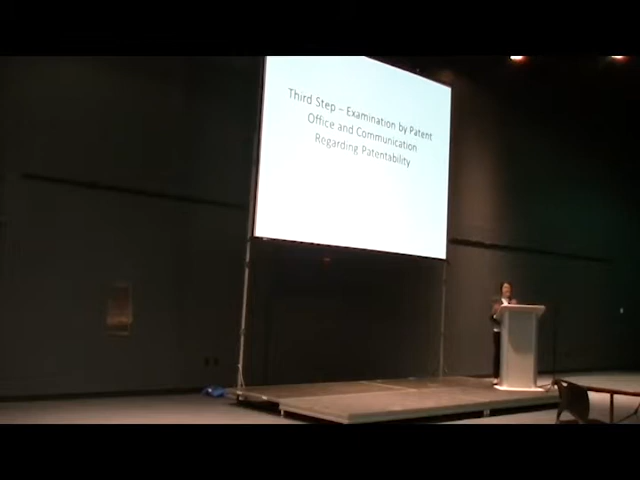 Third Step – Examination by Patent
Office and Communication
Regarding Patentability